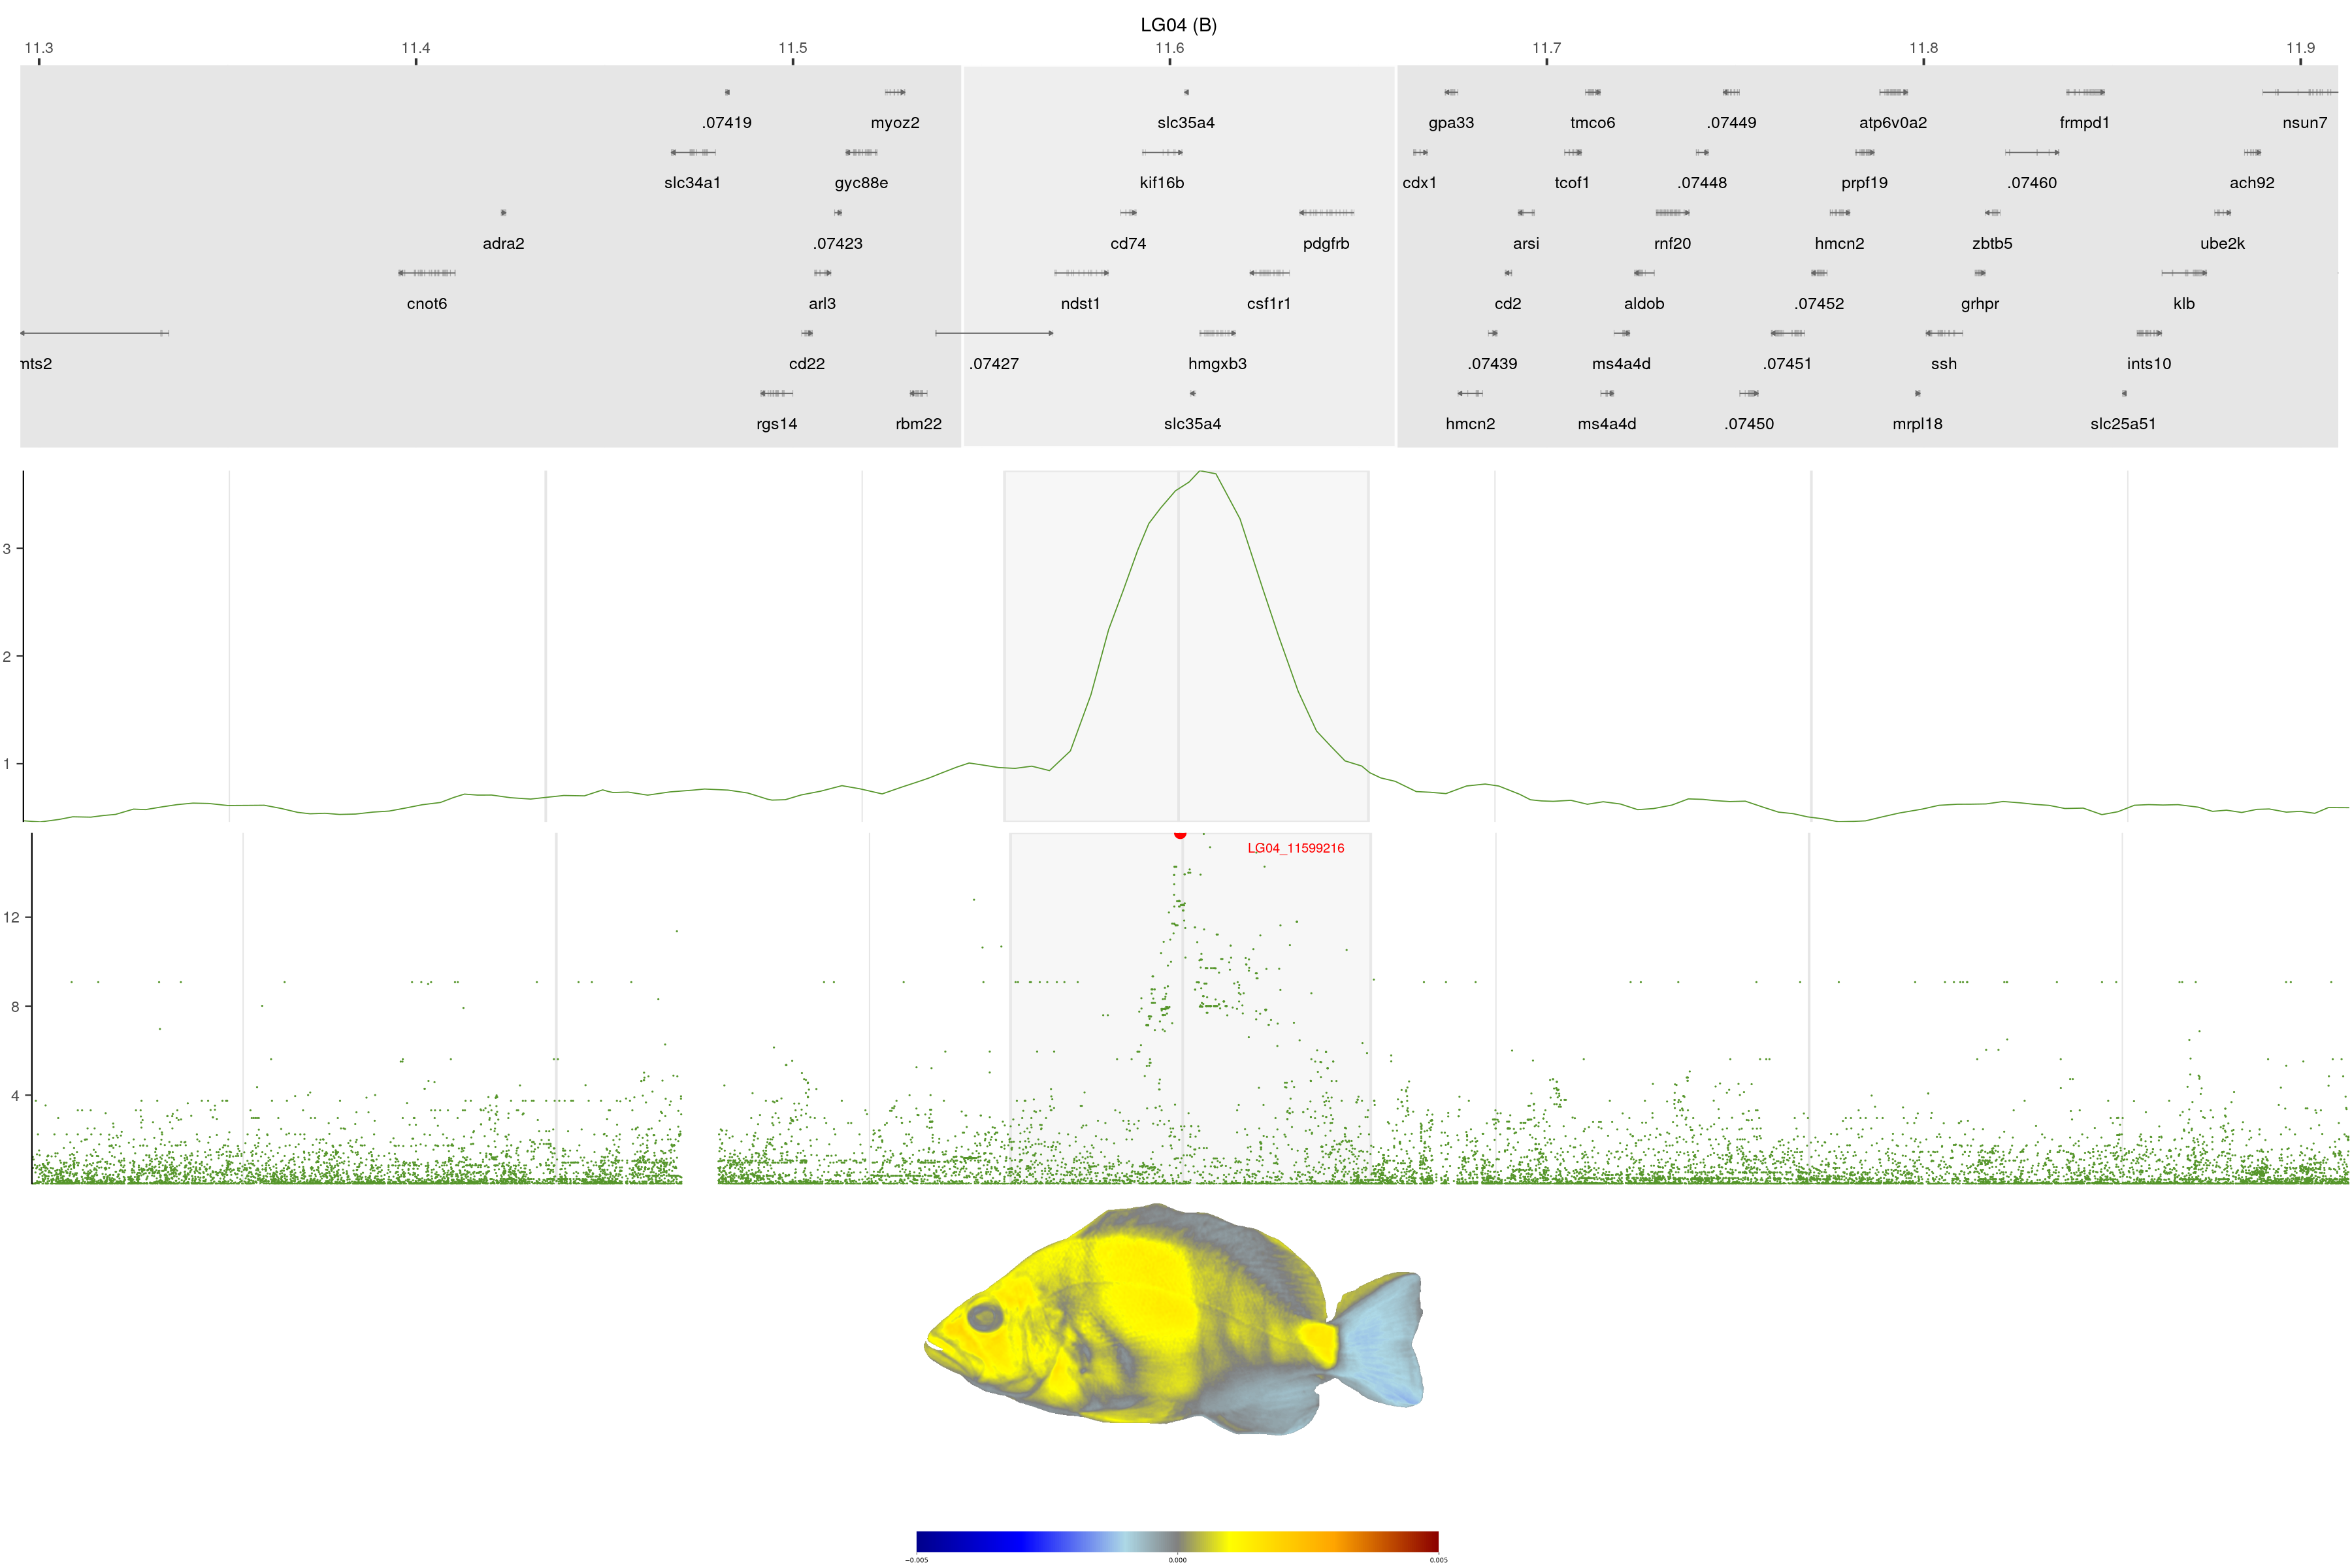 LG04 (B)
11.3 11.4 11.5 11.6 11.7 11.8 11.9
.07419 myoz2 slc35a4 gpa33 tmco6 .07449 atp6v0a2 frmpd1 nsun7
slc34a1 gyc88e kif16b cdx1 tcof1 .07448 prpf19 .07460 ach92
adra2 .07423 cd74 pdgfrb arsi rnf20 hmcn2 zbtb5 ube2k
cnot6 arl3 ndst1 csf1r1 cd2 aldob .07452 grhpr klb
mts2 cd22 .07427 hmgxb3 .07439 ms4a4d .07451 ssh ints10
rgs14 rbm22 slc35a4 hmcn2 ms4a4d .07450 mrpl18 slc25a51
3
2
1
LG04_11599216
12
8
4
−0.005 0.000 0.005